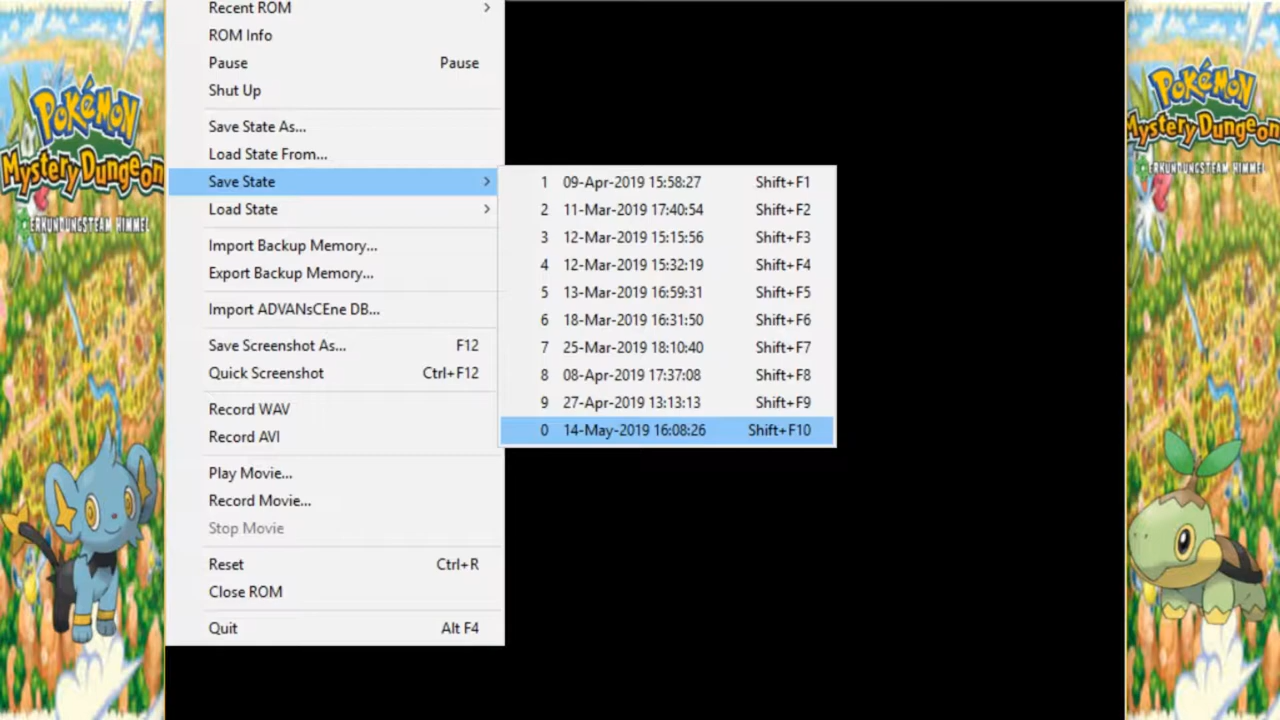 Recent ROM
ROM Info
Pause Pause
Shut Up
Save State As...
Load State From...
Save State
Load State
Import Backup Memory...
Export Backup Memory...
Import ADVANsCEne DB...
Save Screenshot As... F12
Quick Screenshot Ctrl+F12
Record WAV
Record AVI
Play Movie...
Record Movie...
Stop Movie
Reset Ctrl+R
Close ROM
Quit Alt F4
1 09-Apr-2019 15:58:27 Shift+F1
2 11-Mar-2019 17:40:54 Shift+F2
3 12-Mar-2019 15:15:56 Shift+F3
4 12-Mar-2019 15:32:19 Shift+F4
5 13-Mar-2019 16:59:31 Shift+F5
6 18-Mar-2019 16:31:50 Shift+F6
7 25-Mar-2019 18:10:40 Shift+F7
8 08-Apr-2019 17:37:08 Shift+F8
9 27-Apr-2019 13:13:13 Shift+F9
0 14-May-2019 16:08:26 Shift+F10
POKéMON
Mystery Dungeon
ERKUNDUNGSTEAM HIMMEL
POKéMON
Mystery Dungeon
ERKUNDUNGSTEAM HIMMEL